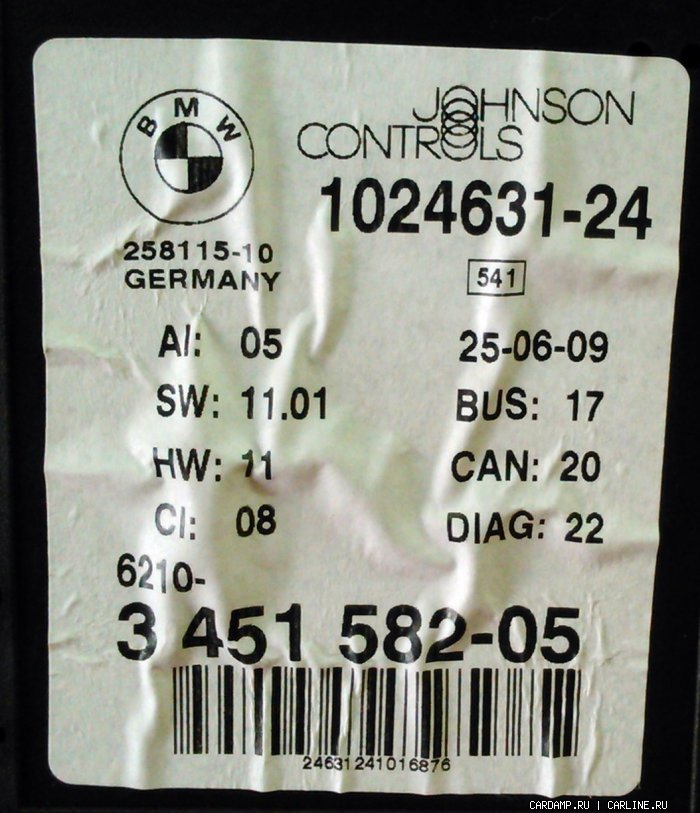 BMW
JOHNSON
CONTROLS
1024631-24
258115-10
GERMANY
541
AI: 05 25-06-09
SW: 11.01 BUS: 17
HW: 11 CAN: 20
CI: 08 DIAG: 22
6210-
3 451 582-05
24631241016876
CARDAMP.RU | CARLINE.RU